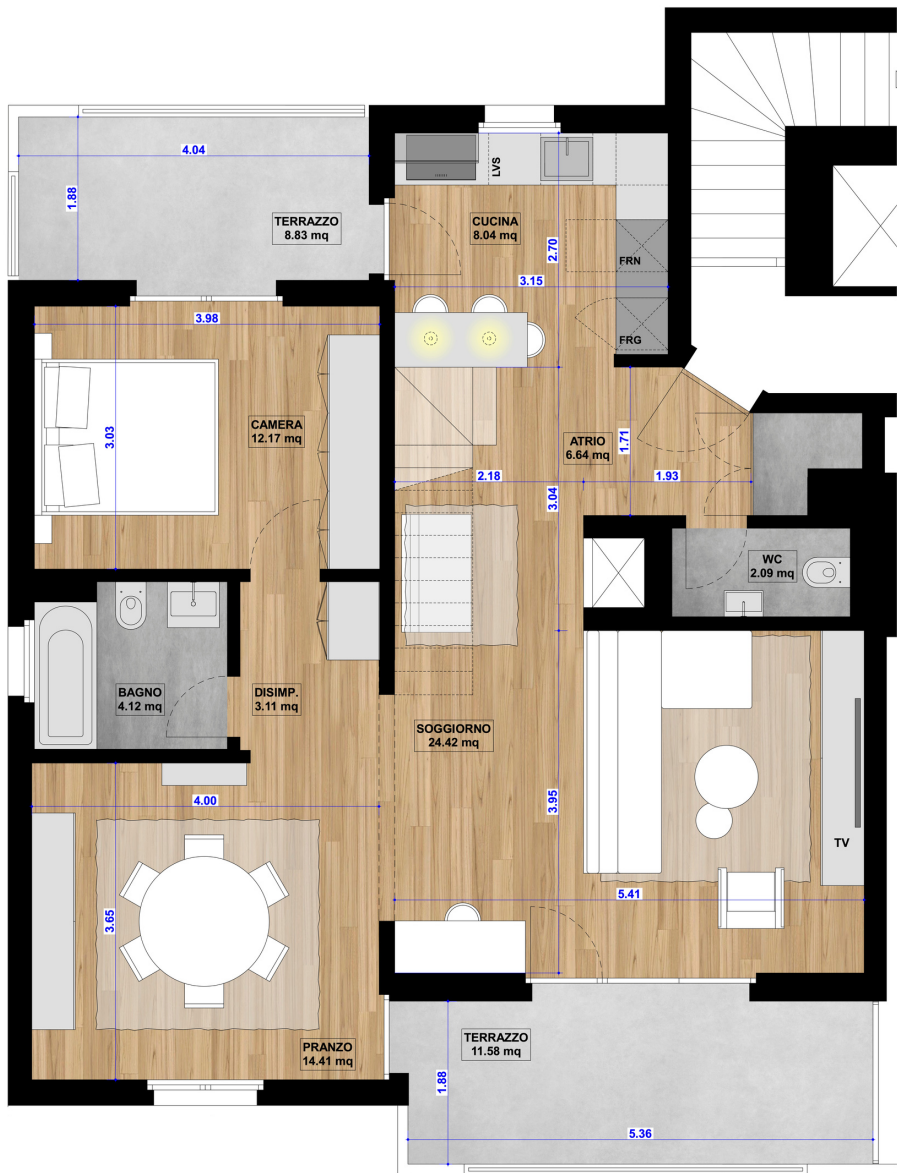 4.04
1.88
TERRAZZO
8.83 mq
LVS
CUCINA
8.04 mq
2.70
3.15
FRN
FRG
3.98
3.03
CAMERA
12.17 mq
ATRIO
6.64 mq
1.71
2.18
1.93
3.04
WC
2.09 mq
BAGNO
4.12 mq
DISIMP.
3.11 mq
SOGGIORNO
24.42 mq
4.00
3.95
TV
5.41
3.65
PRANZO
14.41 mq
TERRAZZO
11.58 mq
1.88
5.36